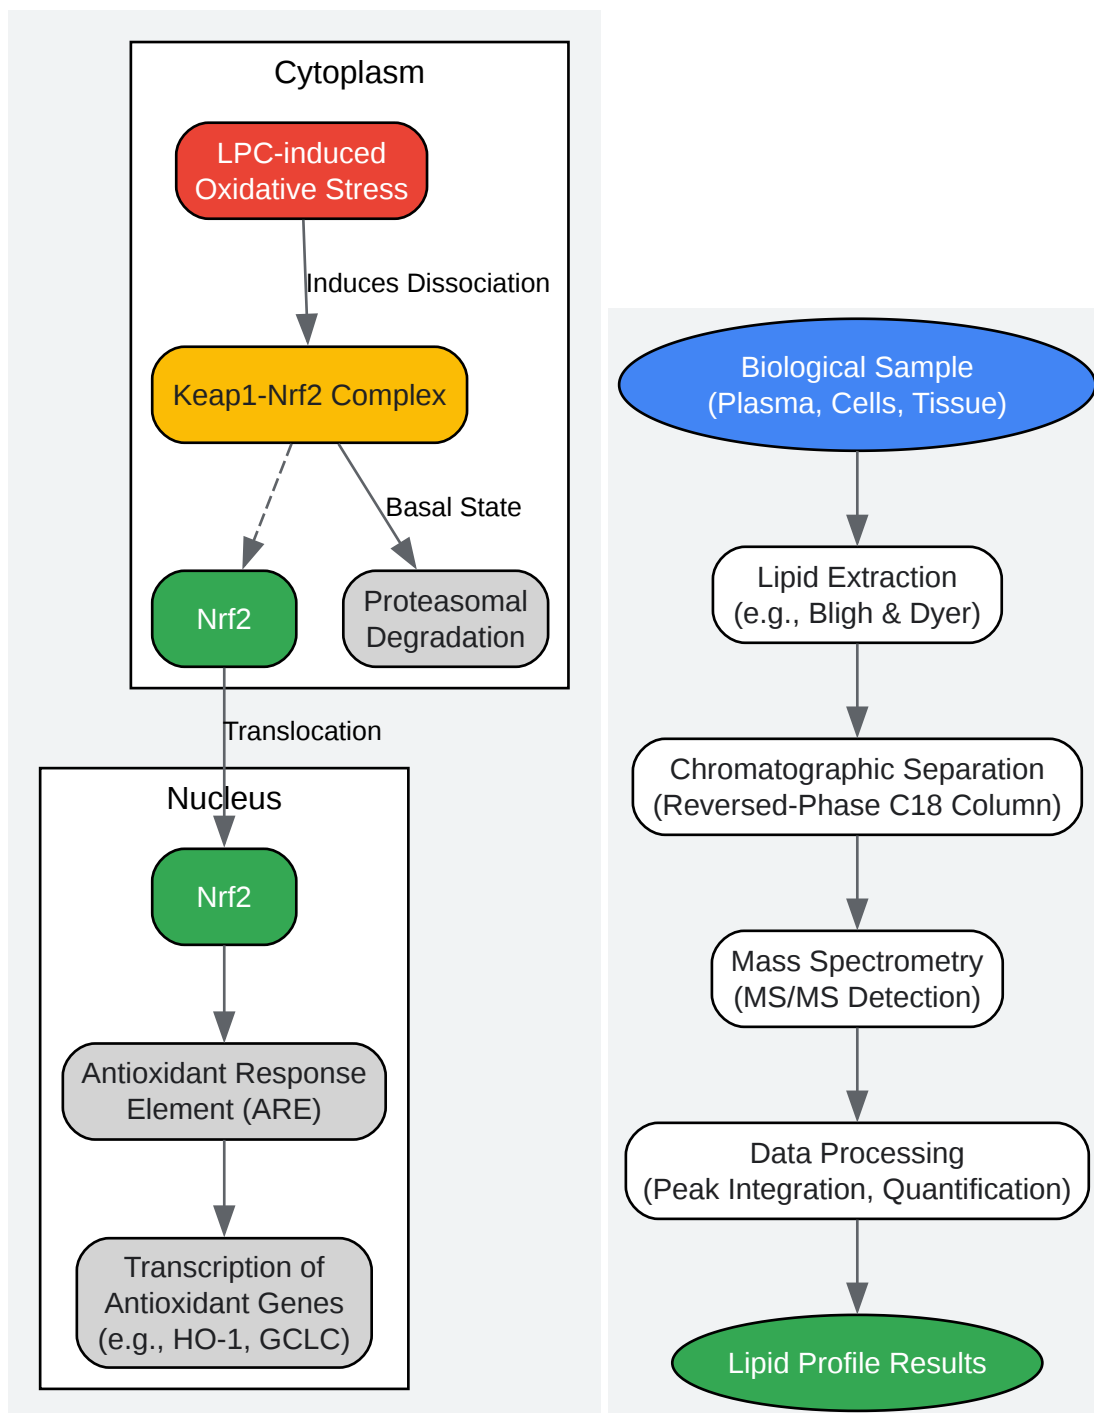 Cytoplasm
LPC-induced
Oxidative Stress
Induces Dissociation
Keap1-Nrf2 Complex
Basal State
Nrf2
Proteasomal
Degradation
Translocation
Nucleus
Nrf2
Antioxidant Response
Element (ARE)
Transcription of
Antioxidant Genes
(e.g., HO-1, GCLC)
Biological Sample
(Plasma, Cells, Tissue)
Lipid Extraction
(e.g., Bligh & Dyer)
Chromatographic Separation
(Reversed-Phase C18 Column)
Mass Spectrometry
(MS/MS Detection)
Data Processing
(Peak Integration, Quantification)
Lipid Profile Results